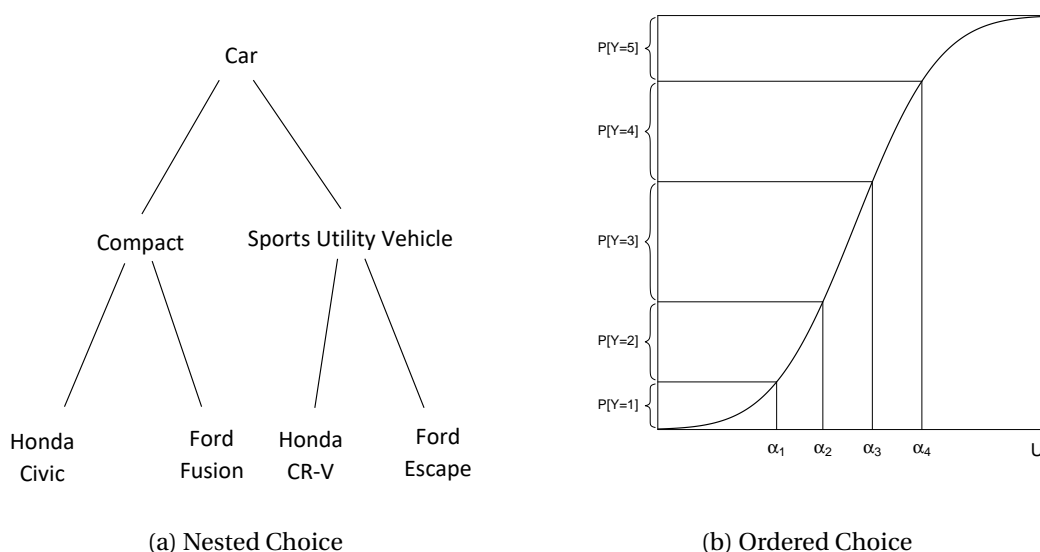 Car
Compact
Sports Utility Vehicle
Honda
Civic
Ford
Fusion
Honda
CR-V
Ford
Escape
(a) Nested Choice
P[Y=5]
P[Y=4]
P[Y=3]
P[Y=2]
P[Y=1]
α1 α2 α3 α4 U
(b) Ordered Choice